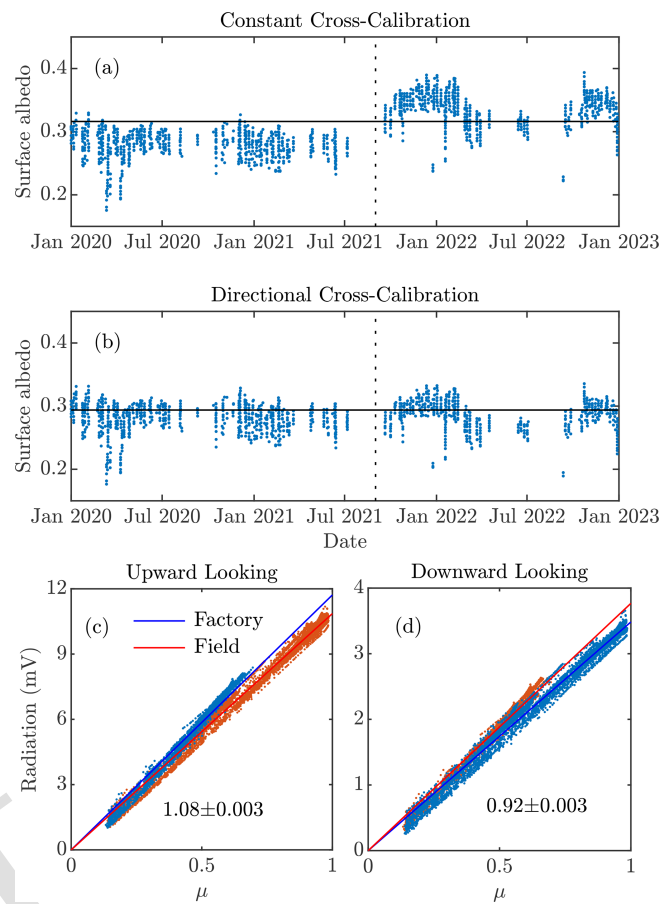 Constant Cross-Calibration
(a)
Surface albedo
0.4
0.3
0.2
Jan 2020 Jul 2020 Jan 2021 Jul 2021 Jan 2022 Jul 2022 Jan 2023
Directional Cross-Calibration
(b)
Surface albedo
0.4
0.3
0.2
Jan 2020 Jul 2020 Jan 2021 Jul 2021 Jan 2022 Jul 2022 Jan 2023
Date
Upward Looking
(c)
Factory
Field
Radiation (mV)
12
9
6
3
0
1.08±0.003
0 0.5 1
μ
Downward Looking
(d)
4
3
2
1
0
0.92±0.003
0 0.5 1
μ